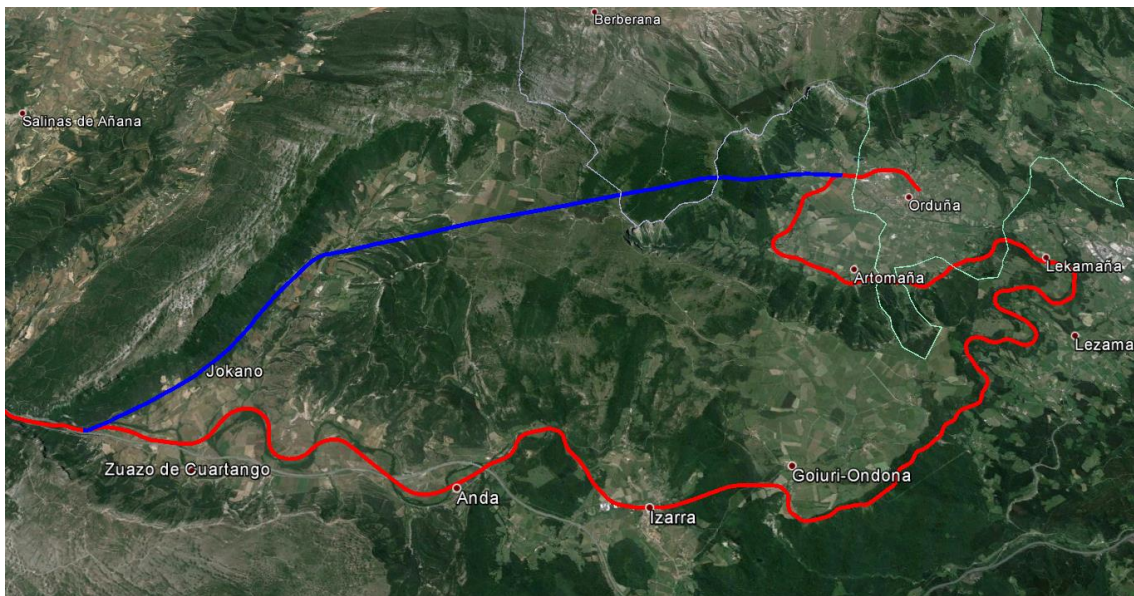 Berberana
Salinas de Añana
Orduña
Lekamaña
Artomaña
Lezama
Jokano
Zuazo de Cuartango
Goiuri-Ondona
Anda
Izarra